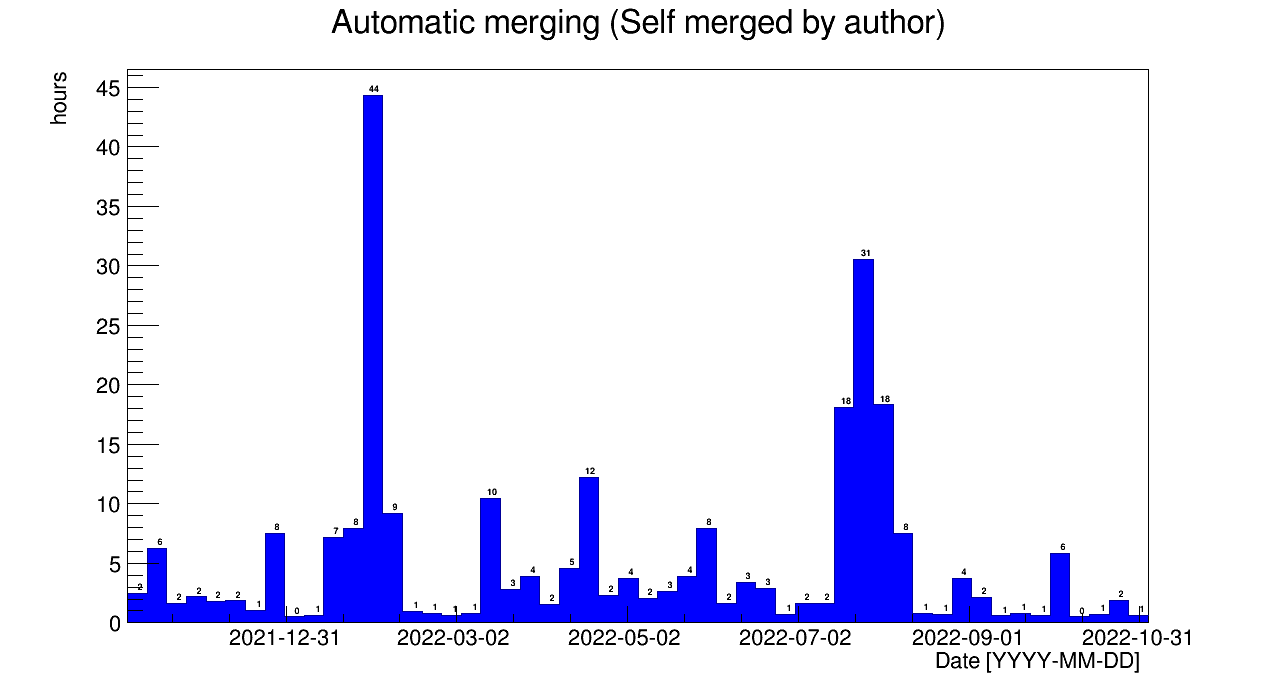 Automatic merging (Self merged by author)
hours
45
40
35
30
25
20
15
10
5
0
2 6 2 2 2 2 1 8 0 1 7 8 44 9 1 1 1 1 10 3 4 2 5 12 2 4 2 3 4 8 2 3 3 1 2 2 18 31 18 8 1 1 4 2 1 1 1 6 0 1 2 1
2021-12-31 2022-03-02 2022-05-02 2022-07-02 2022-09-01 2022-10-31
Date [YYYY-MM-DD]